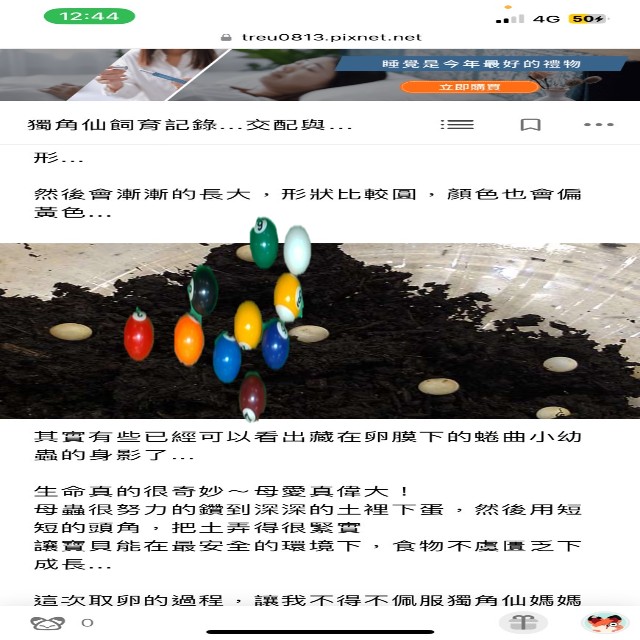 12:44
4G
50
treu0813.pixnet.net
睡覺是今年最好的禮物
立即購買
獨角仙飼育記錄...交配與...
形...
然後會漸漸的長大，形狀比較圓，顏色也會偏
黃色...
其實有些已經可以看出藏在卵膜下的蜷曲小幼
蟲的身影了...
生命真的很奇妙～母愛真偉大！
母蟲很努力的鑽到深深的土裡下蛋，然後用短
短的頭角，把土弄得很緊實
讓寶貝能在最安全的環境下，食物不虞匱乏下
成長...
這次取卵的過程，讓我不得不佩服獨角仙媽媽
0